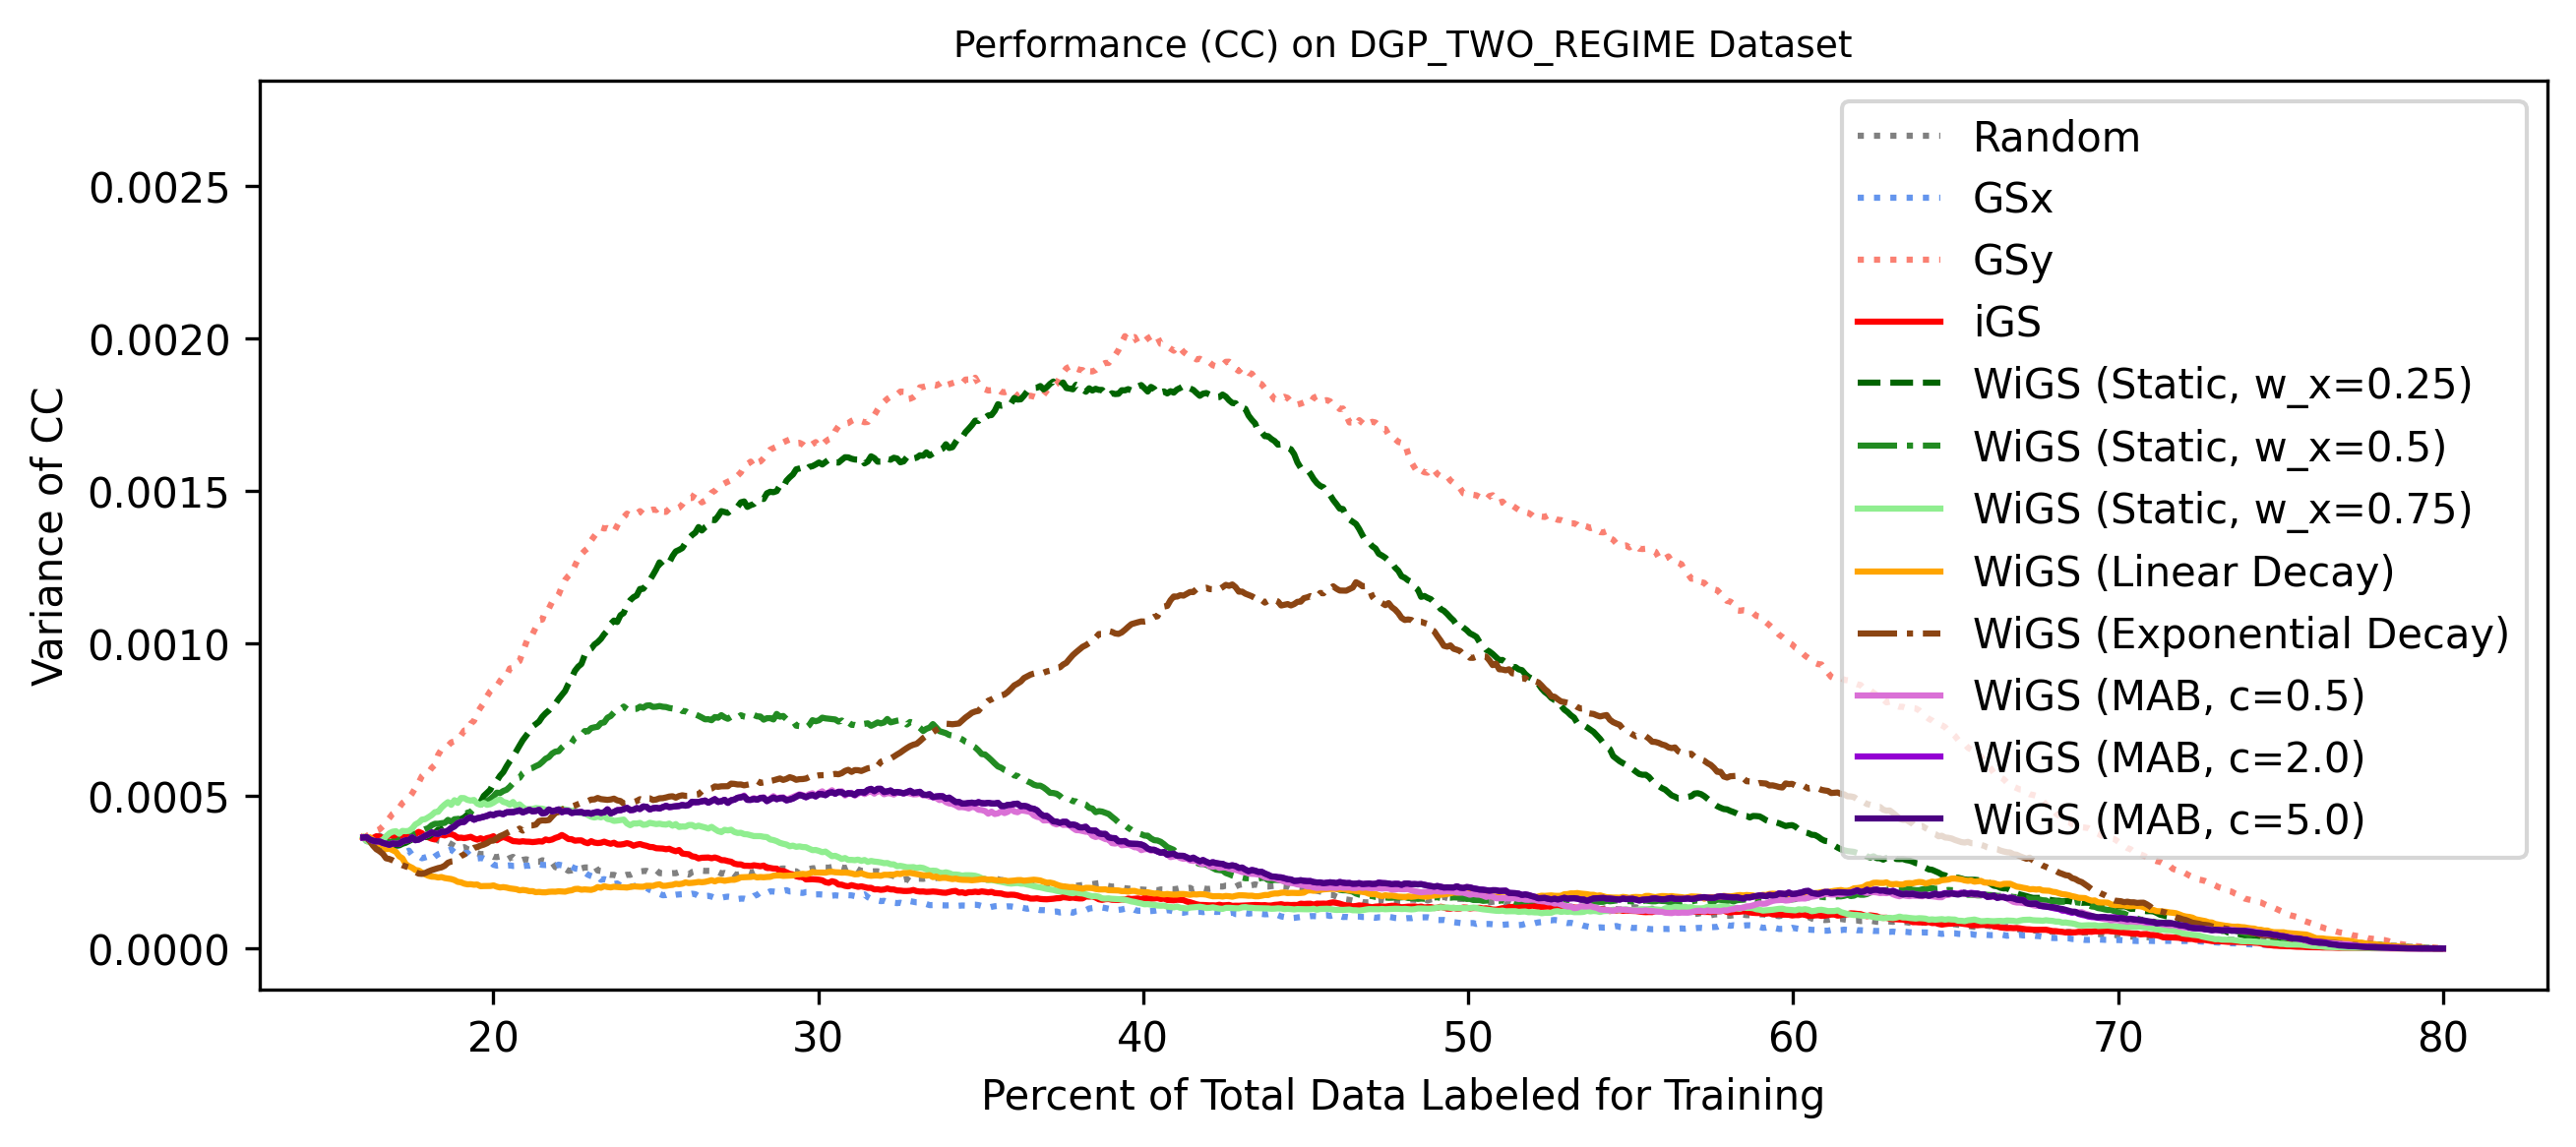 Performance (CC) on DGP_TWO_REGIME Dataset
Variance of CC
0.0025
0.0020
0.0015
0.0010
0.0005
0.0000
20 30 40 50 60 70 80
Percent of Total Data Labeled for Training
Random
GSx
GSy
iGS
WiGS (Static, w_x=0.25)
WiGS (Static, w_x=0.5)
WiGS (Static, w_x=0.75)
WiGS (Linear Decay)
WiGS (Exponential Decay)
WiGS (MAB, c=0.5)
WiGS (MAB, c=2.0)
WiGS (MAB, c=5.0)